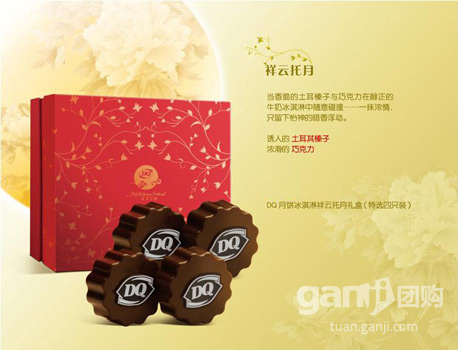 祥云托月
当香脆的土耳榛子与巧克力在醇正的
牛奶冰淇淋中随意碰撞……一抹浓情，
只留下怡神的暗香浮动。
诱人的 土耳其榛子
浓滑的 巧克力
DQ月饼冰淇淋祥云托月礼盒（特选四只装）
DQ
DQ
DQ
DQ
DQ
ganji团购
tuan.ganji.com